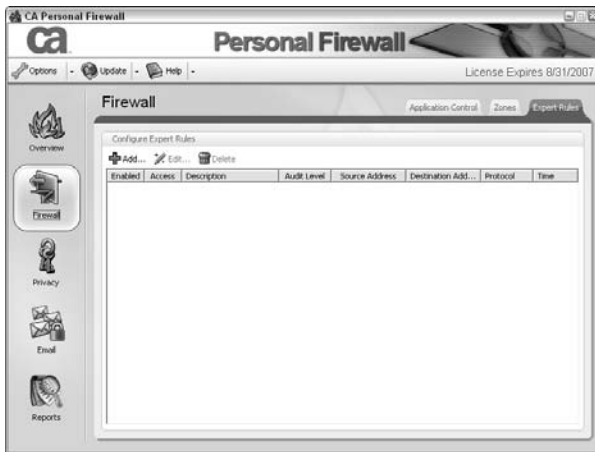 CA Personal Firewall
ca
Personal Firewall
Options
Update
Help
License Expires 8/31/2007
Firewall
Application Control
Zones
Expert Rules
Overview
Firewall
Privacy
Email
Reports
Configure Expert Rules
Add...
Edit...
Delete
Enabled
Access
Description
Audit Level
Source Address
Destination Add...
Protocol
Time